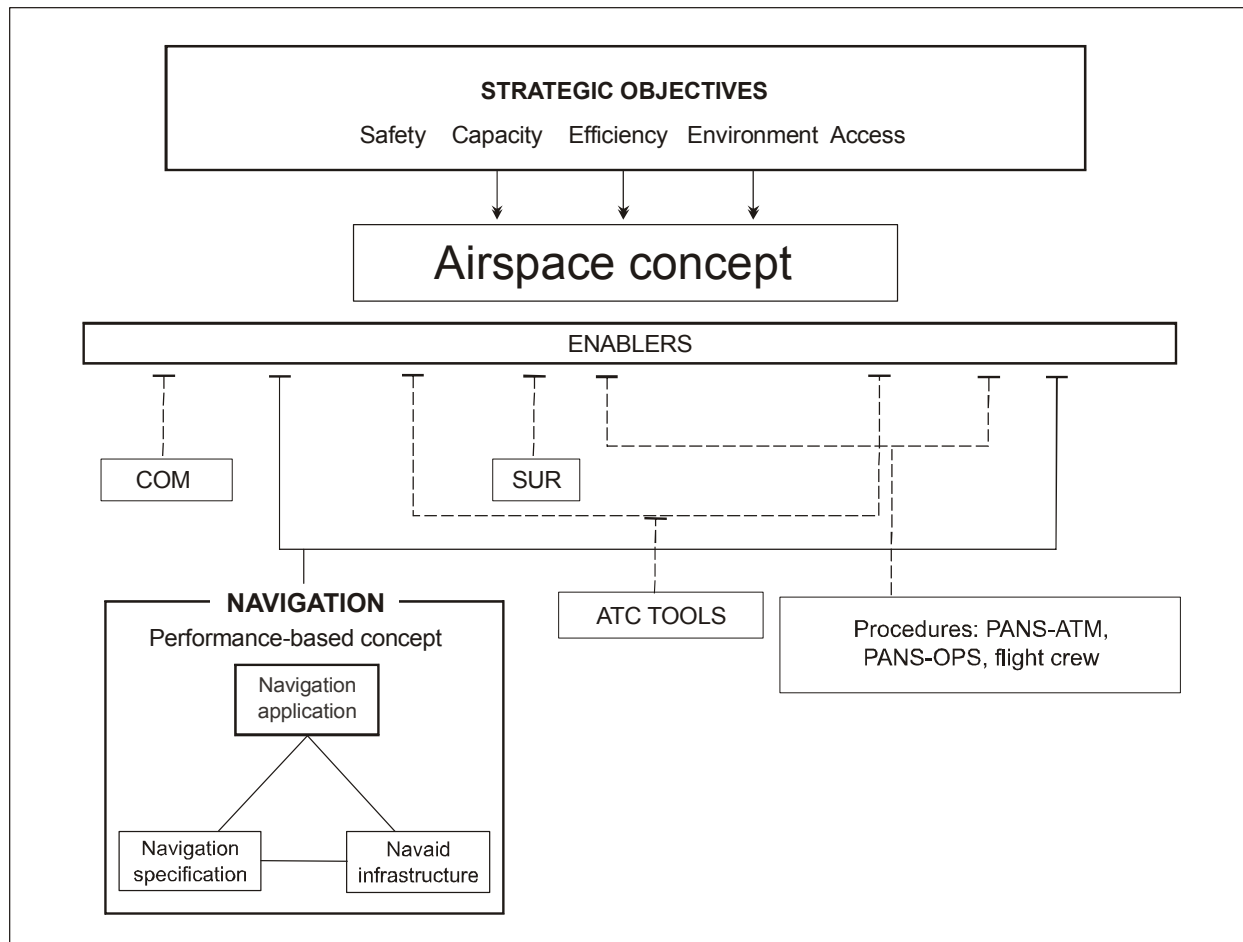 STRATEGIC OBJECTIVES
Safety Capacity Efficiency Environment Access
Airspace concept
ENABLERS
COM
SUR
NAVIGATION
Performance-based concept
Navigation
application
Navigation
specification
Navaid
infrastructure
ATC TOOLS
Procedures: PANS-ATM,
PANS-OPS, flight crew